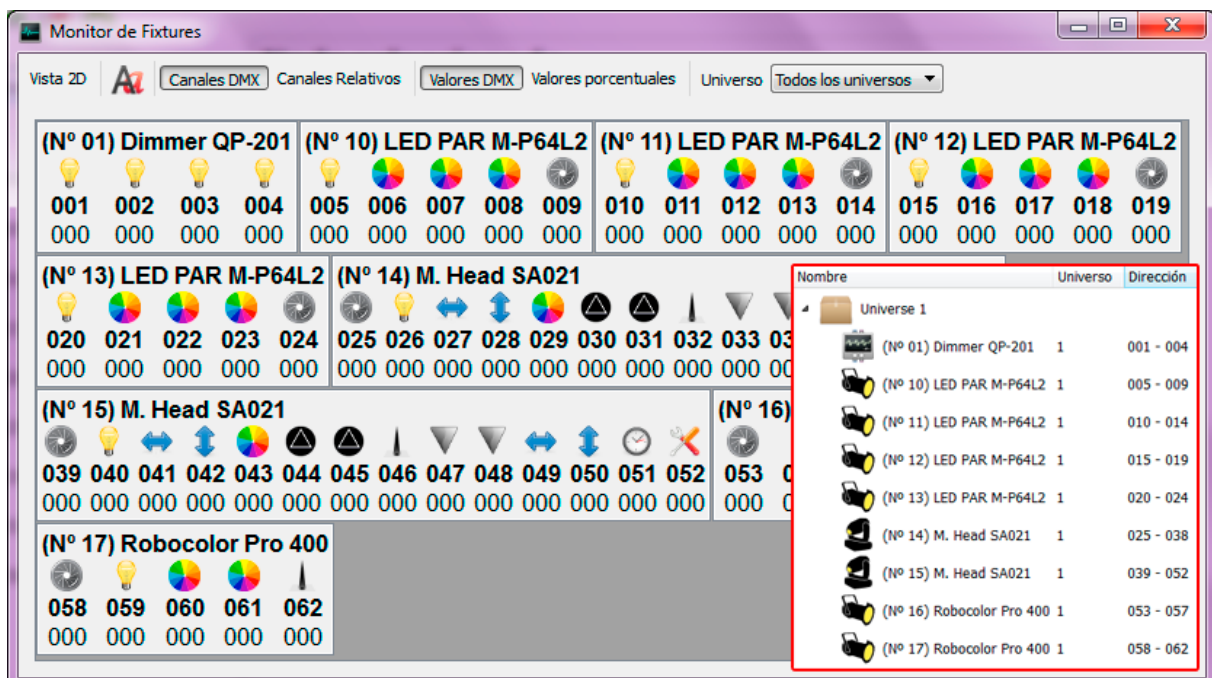 Monitor de Fixtures
Vista 2D Aa Canales DMX Canales Relativos Valores DMX Valores porcentuales Universo Todos los universos
(Nº 01) Dimmer QP-201 (Nº 10) LED PAR M-P64L2 (Nº 11) LED PAR M-P64L2 (Nº 12) LED PAR M-P64L2
001 002 003 004 005 006 007 008 009 010 011 012 013 014 015 016 017 018 019
000 000 000 000 000 000 000 000 000 000 000 000 000 000 000 000 000 000 000
(Nº 13) LED PAR M-P64L2 (Nº 14) M. Head SA021
020 021 022 023 024 025 026 027 028 029 030 031 032 033
000 000 000 000 000 000 000 000 000 000 000 000 000 000
(Nº 15) M. Head SA021 (Nº 16)
039 040 041 042 043 044 045 046 047 048 049 050 051 052 053
000 000 000 000 000 000 000 000 000 000 000 000 000 000 000
(Nº 17) Robocolor Pro 400
058 059 060 061 062
000 000 000 000 000
Nombre Universo Dirección
Universe 1
(Nº 01) Dimmer QP-201 1 001 - 004
(Nº 10) LED PAR M-P64L2 1 005 - 009
(Nº 11) LED PAR M-P64L2 1 010 - 014
(Nº 12) LED PAR M-P64L2 1 015 - 019
(Nº 13) LED PAR M-P64L2 1 020 - 024
(Nº 14) M. Head SA021 1 025 - 038
(Nº 15) M. Head SA021 1 039 - 052
(Nº 16) Robocolor Pro 400 1 053 - 057
(Nº 17) Robocolor Pro 400 1 058 - 062